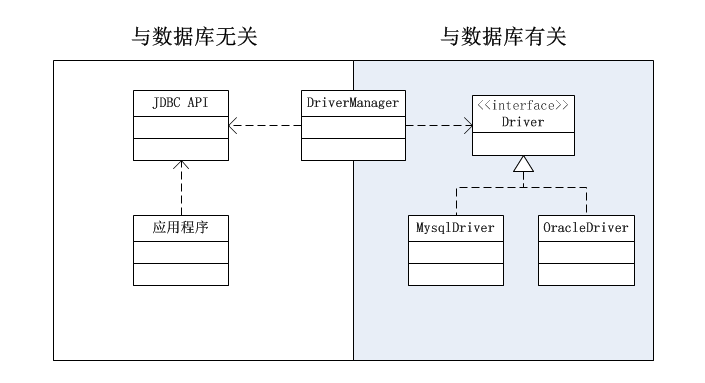 与数据库无关
与数据库有关
JDBC API
DriverManager
<<interface>>
Driver
应用程序
MysqlDriver
OracleDriver